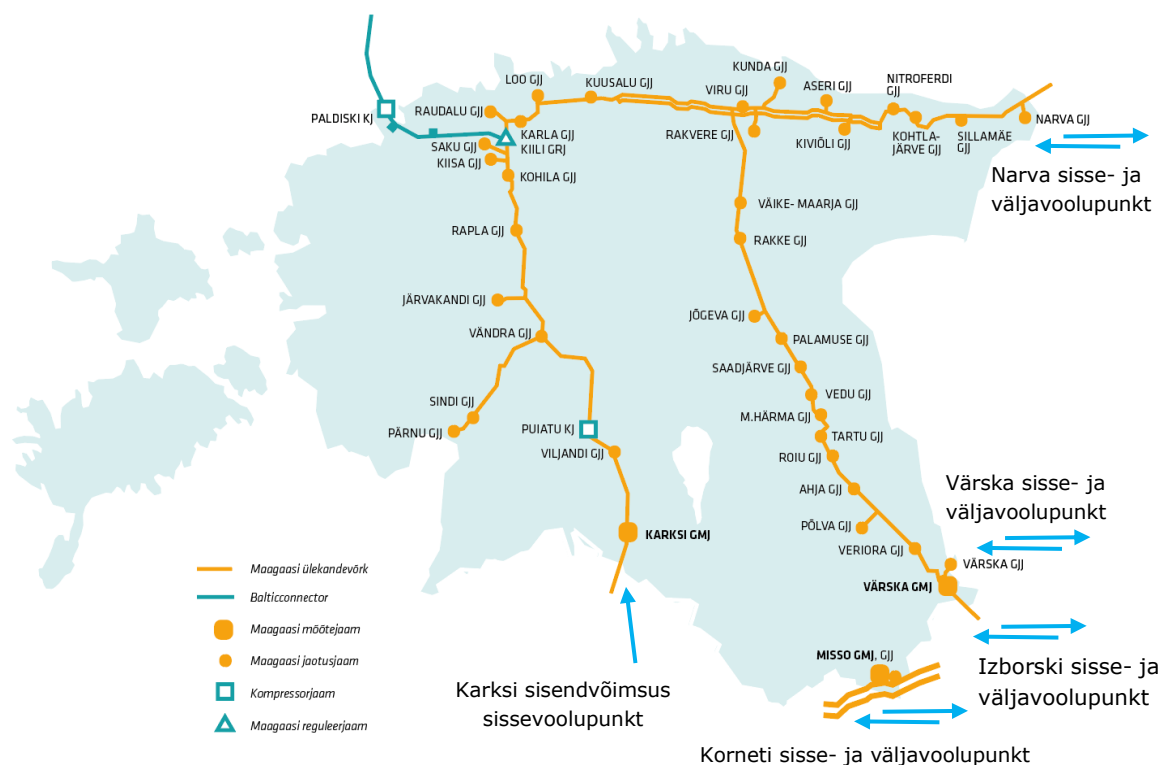 KUNDA GJJ
LOO GJJ
KUUSALU GJJ
VIRU GJJ
ASERI GJJ
NITROFERDI
GJJ
RAUDALU GJJ
PALDISKI KJ
KARLA GJJ
KIILI GRJ
RAKVERE GJJ
KIVIÕLI GJJ
KOHTLA-
JÄRVE GJJ
SILLAMÄE
GJJ
NARVA GJJ
SAKU GJJ
KIISA GJJ
KOHILA GJJ
Narva sisse- ja
väljavoolupunkt
VÄIKE- MAARJA GJJ
RAPLA GJJ
RAKKE GJJ
JÄRVAKANDI GJJ
JÕGEVA GJJ
VÄNDRA GJJ
PALAMUSE GJJ
SAADJÄRVE GJJ
VEDU GJJ
SINDI GJJ
M.HÄRMA GJJ
PÄRNU GJJ
PUIATU KJ
TARTU GJJ
VILJANDI GJJ
ROIU GJJ
AHJA GJJ
Värska sisse- ja
väljavoolupunkt
PÕLVA GJJ
KARKSI GMJ
VERIORA GJJ
VÄRSKA GJJ
VÄRSKA GMJ
Maagaasi ülekandevõrk
Balticconnector
Maagaasi mõõtejaam
Maagaasi jaotusjaam
Kompressorjaam
Maagaasi reguleerjaam
MISSO GMJ, GJJ
Izborski sisse- ja
väljavoolupunkt
Karksi sisendvõimsus
sissevoolupunkt
Korneti sisse- ja väljavoolupunkt